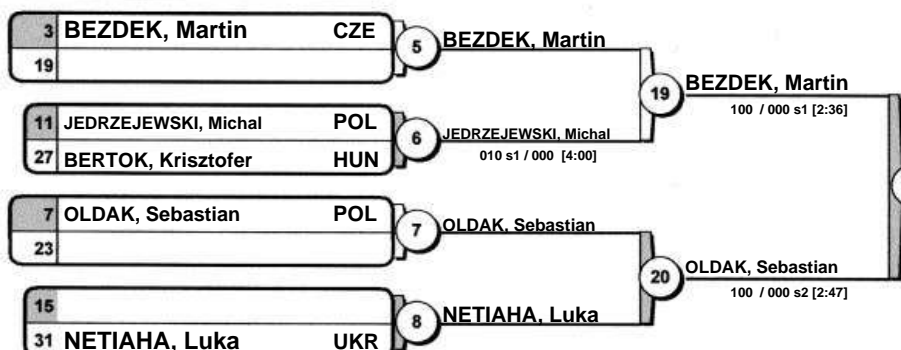 3 BEZDEK, Martin CZE
19
5 BEZDEK, Martin
19 BEZDEK, Martin
100 / 000 s1 [2:36]
11 JEDRZEJEWSKI, Michal POL
27 BERTOK, Krisztofer HUN
6 JEDRZEJEWSKI, Michal
010 s1 / 000 [4:00]
7 OLDAK, Sebastian POL
23
7 OLDAK, Sebastian
20 OLDAK, Sebastian
100 / 000 s2 [2:47]
15
31 NETIAHA, Luka UKR
8 NETIAHA, Luka